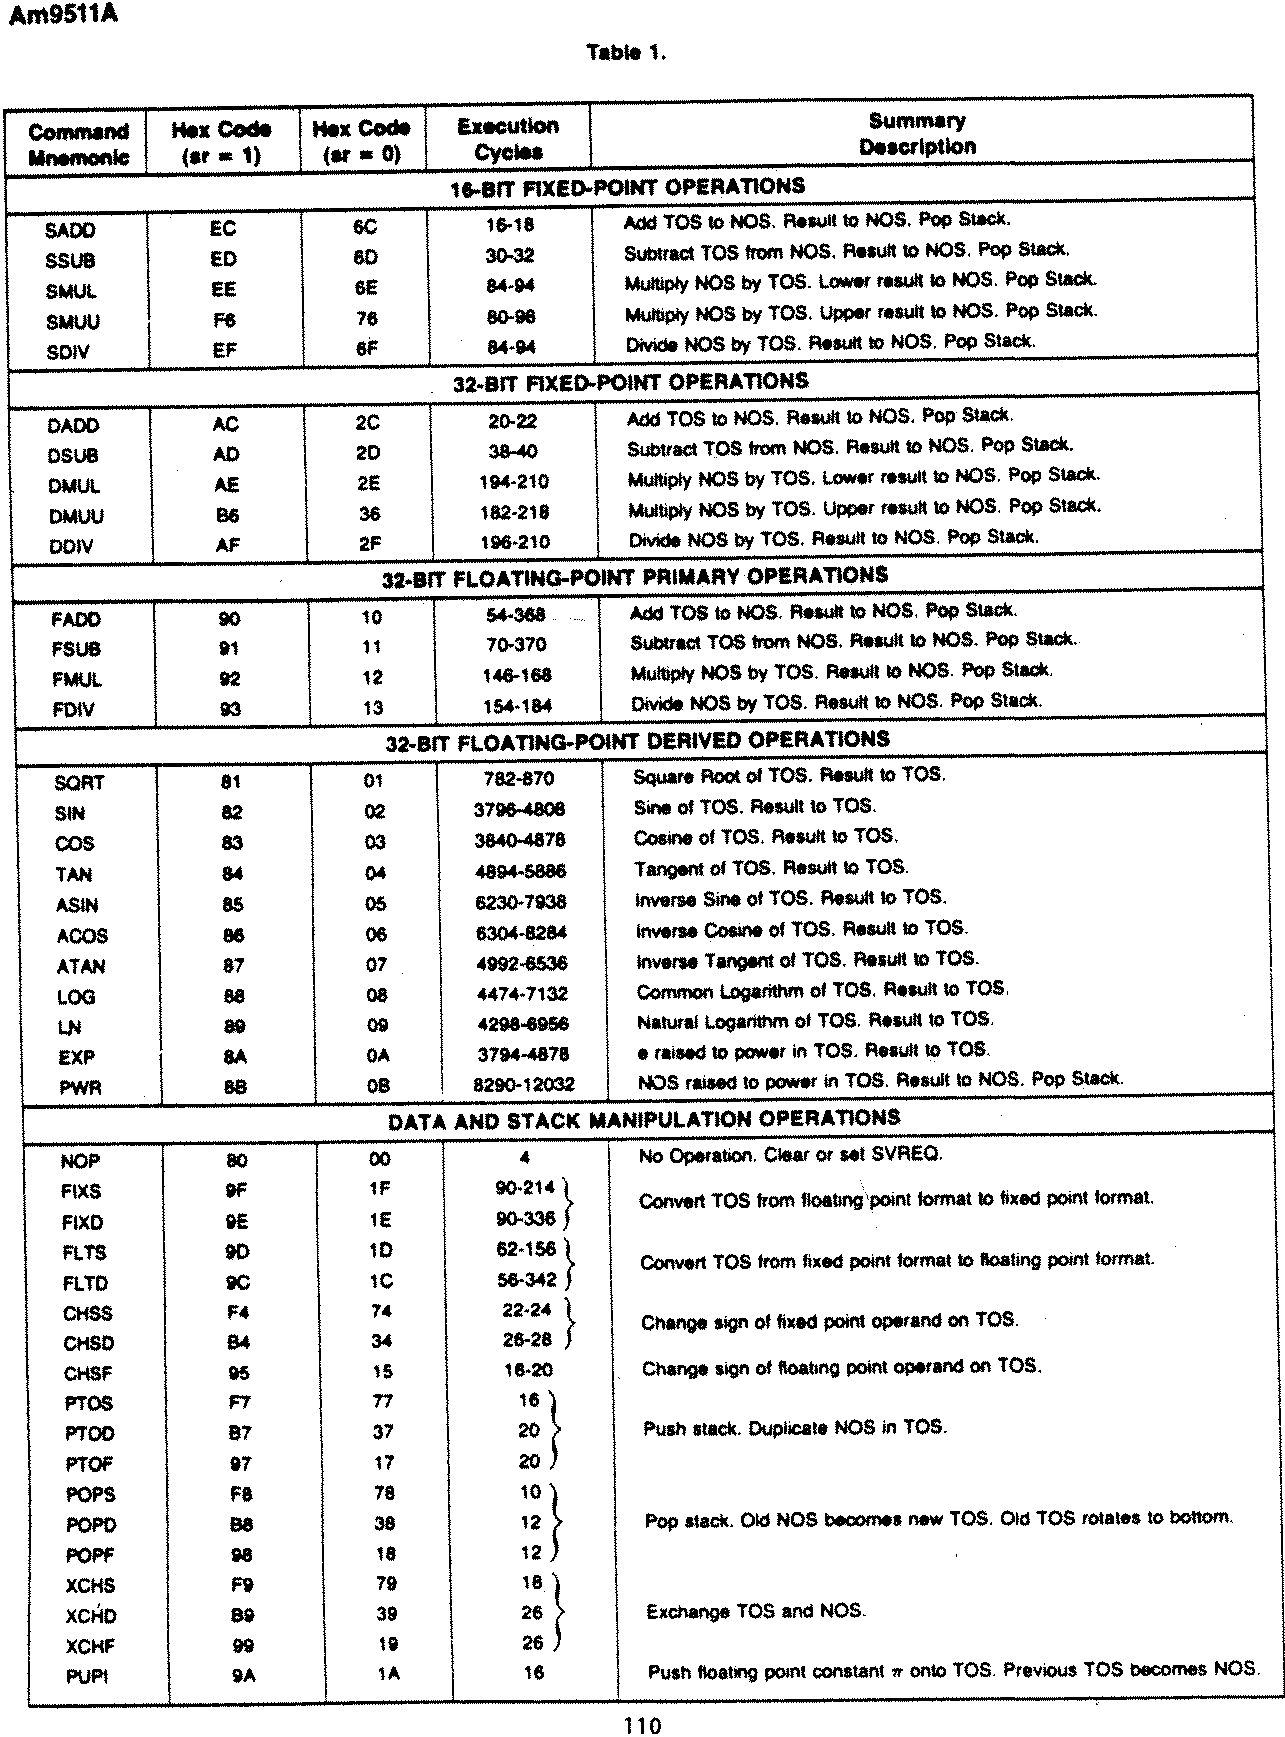 Am9511A
Table 1.
Command Mnemonic Hex Code (sr = 1) Hex Code (sr = 0) Execution Cycles Summary Description
16-BIT FIXED-POINT OPERATIONS
SADD EC 6C 16-18 Add TOS to NOS. Result to NOS. Pop Stack.
SSUB ED 6D 30-32 Subtract TOS from NOS. Result to NOS. Pop Stack.
SMUL EE 6E 84-94 Multiply NOS by TOS. Lower result to NOS. Pop Stack.
SMUU F6 76 80-98 Multiply NOS by TOS. Upper result to NOS. Pop Stack.
SDIV EF 6F 84-94 Divide NOS by TOS. Result to NOS. Pop Stack.
32-BIT FIXED-POINT OPERATIONS
DADD AC 2C 20-22 Add TOS to NOS. Result to NOS. Pop Stack.
DSUB AD 2D 38-40 Subtract TOS from NOS. Result to NOS. Pop Stack.
DMUL AE 2E 194-210 Multiply NOS by TOS. Lower result to NOS. Pop Stack.
DMUU B6 36 182-218 Multiply NOS by TOS. Upper result to NOS. Pop Stack.
DDIV AF 2F 196-210 Divide NOS by TOS. Result to NOS. Pop Stack.
32-BIT FLOATING-POINT PRIMARY OPERATIONS
FADD 90 10 54-368 Add TOS to NOS. Result to NOS. Pop Stack.
FSUB 91 11 70-370 Subtract TOS from NOS. Result to NOS. Pop Stack.
FMUL 92 12 146-168 Multiply NOS by TOS. Result to NOS. Pop Stack.
FDIV 93 13 154-184 Divide NOS by TOS. Result to NOS. Pop Stack.
32-BIT FLOATING-POINT DERIVED OPERATIONS
SQRT 81 01 782-870 Square Root of TOS. Result to TOS.
SIN 82 02 3796-4808 Sine of TOS. Result to TOS.
COS 83 03 3840-4878 Cosine of TOS. Result to TOS.
TAN 84 04 4894-5886 Tangent of TOS. Result to TOS.
ASIN 85 05 6230-7938 Inverse Sine of TOS. Result to TOS.
ACOS 86 06 6304-8284 Inverse Cosine of TOS. Result to TOS.
ATAN 87 07 4992-6536 Inverse Tangent of TOS. Result to TOS.
LOG 88 08 4474-7132 Common Logarithm of TOS. Result to TOS.
LN 89 09 4298-6956 Natural Logarithm of TOS. Result to TOS.
EXP 8A 0A 3794-4878 e raised to power in TOS. Result to TOS.
PWR 8B 0B 8290-12032 NOS raised to power in TOS. Result to NOS. Pop Stack.
DATA AND STACK MANIPULATION OPERATIONS
NOP 80 00 4 No Operation. Clear or set SVREQ.
FIXS 9F 1F 90-214
Convert TOS from floating point format to fixed point format.
FIXD 9E 1E 90-336
FLTS 9D 1D 62-156
Convert TOS from fixed point format to floating point format.
FLTD 9C 1C 56-342
CHSS F4 74 22-24
Change sign of fixed point operand on TOS.
CHSD B4 34 26-28
CHSF 95 15 16-20 Change sign of floating point operand on TOS.
PTOS F7 77 16
PTOD B7 37 20 Push stack. Duplicate NOS in TOS.
PTOF 97 17 20
POPS F8 78 10
POPD B8 38 12 Pop stack. Old NOS becomes new TOS. Old TOS rotates to bottom.
POPF 98 18 12
XCHS F9 79 18
XCHD B9 39 26 Exchange TOS and NOS.
XCHF 99 19 26
PUPI 9A 1A 16 Push floating point constant π onto TOS. Previous TOS becomes NOS.
110